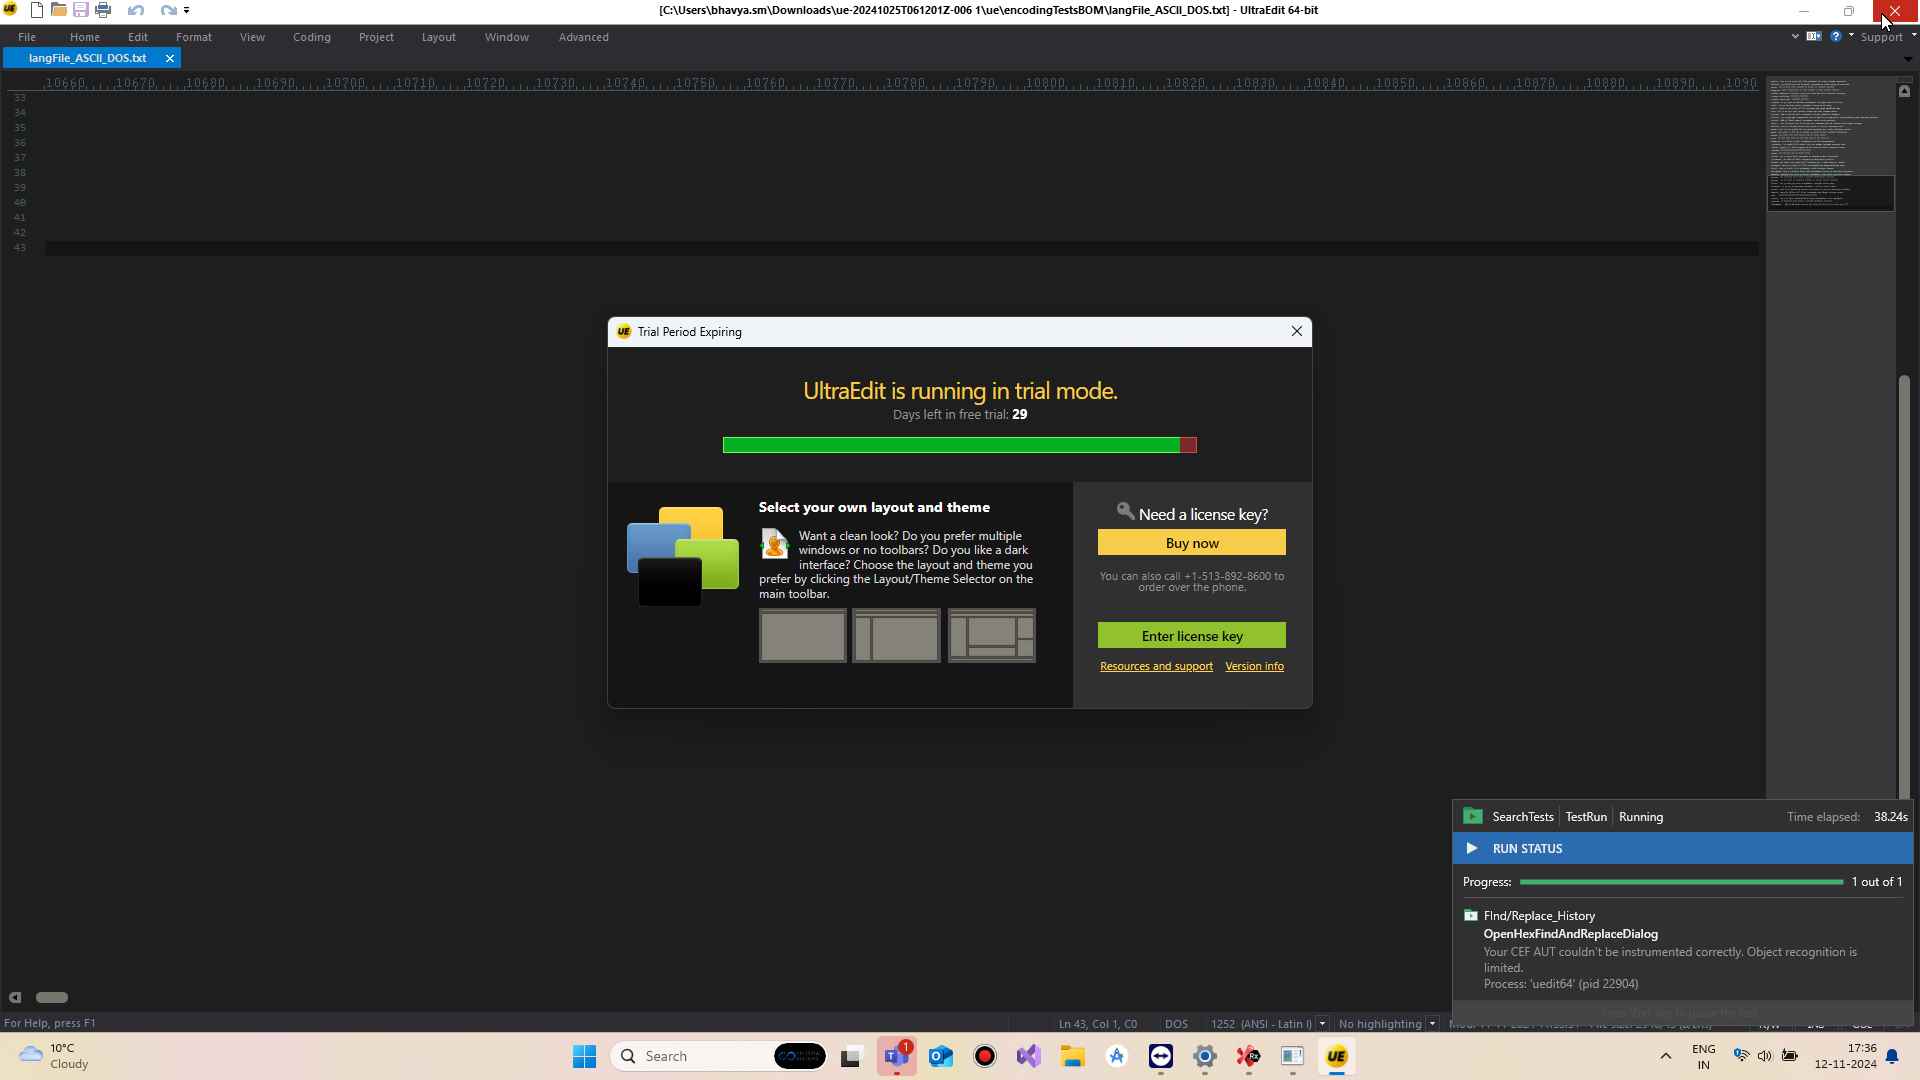 [C:\Users\bhavya.sm\Downloads\ue-20241025T061201Z-006 1\ue\encodingTestsBOM\langFile_ASCII_DOS.txt] - UltraEdit 64-bit
File Home Edit Format View Coding Project Layout Window Advanced Support
langFile_ASCII_DOS.txt
10660 10670 10680 10690 10700 10710 10720 10730 10740 10750 10760 10770 10780 10790 10800 10810 10820 10830 10840 10850 10860 10870 10880 10890 1090
33
34
35
36
37
38
39
40
41
42
43
UE Trial Period Expiring
UltraEdit is running in trial mode.
Days left in free trial: 29
Select your own layout and theme
Want a clean look? Do you prefer multiple
windows or no toolbars? Do you like a dark
interface? Choose the layout and theme you
prefer by clicking the Layout/Theme Selector on the
main toolbar.
Need a license key?
Buy now
You can also call +1-513-892-8600 to
order over the phone.
Enter license key
Resources and support Version info
SearchTests TestRun Running Time elapsed: 38.24s
RUN STATUS
Progress: 1 out of 1
FInd/Replace_History
OpenHexFindAndReplaceDialog
Your CEF AUT couldn't be instrumented correctly. Object recognition is
limited.
Process: 'uedit64' (pid 22904)
For Help, press F1
Ln 43, Col 1, C0 DOS 1252 (ANSI - Latin I) No highlighting
10°C
Cloudy
Search
1
UE
ENG
IN
17:36
12-11-2024